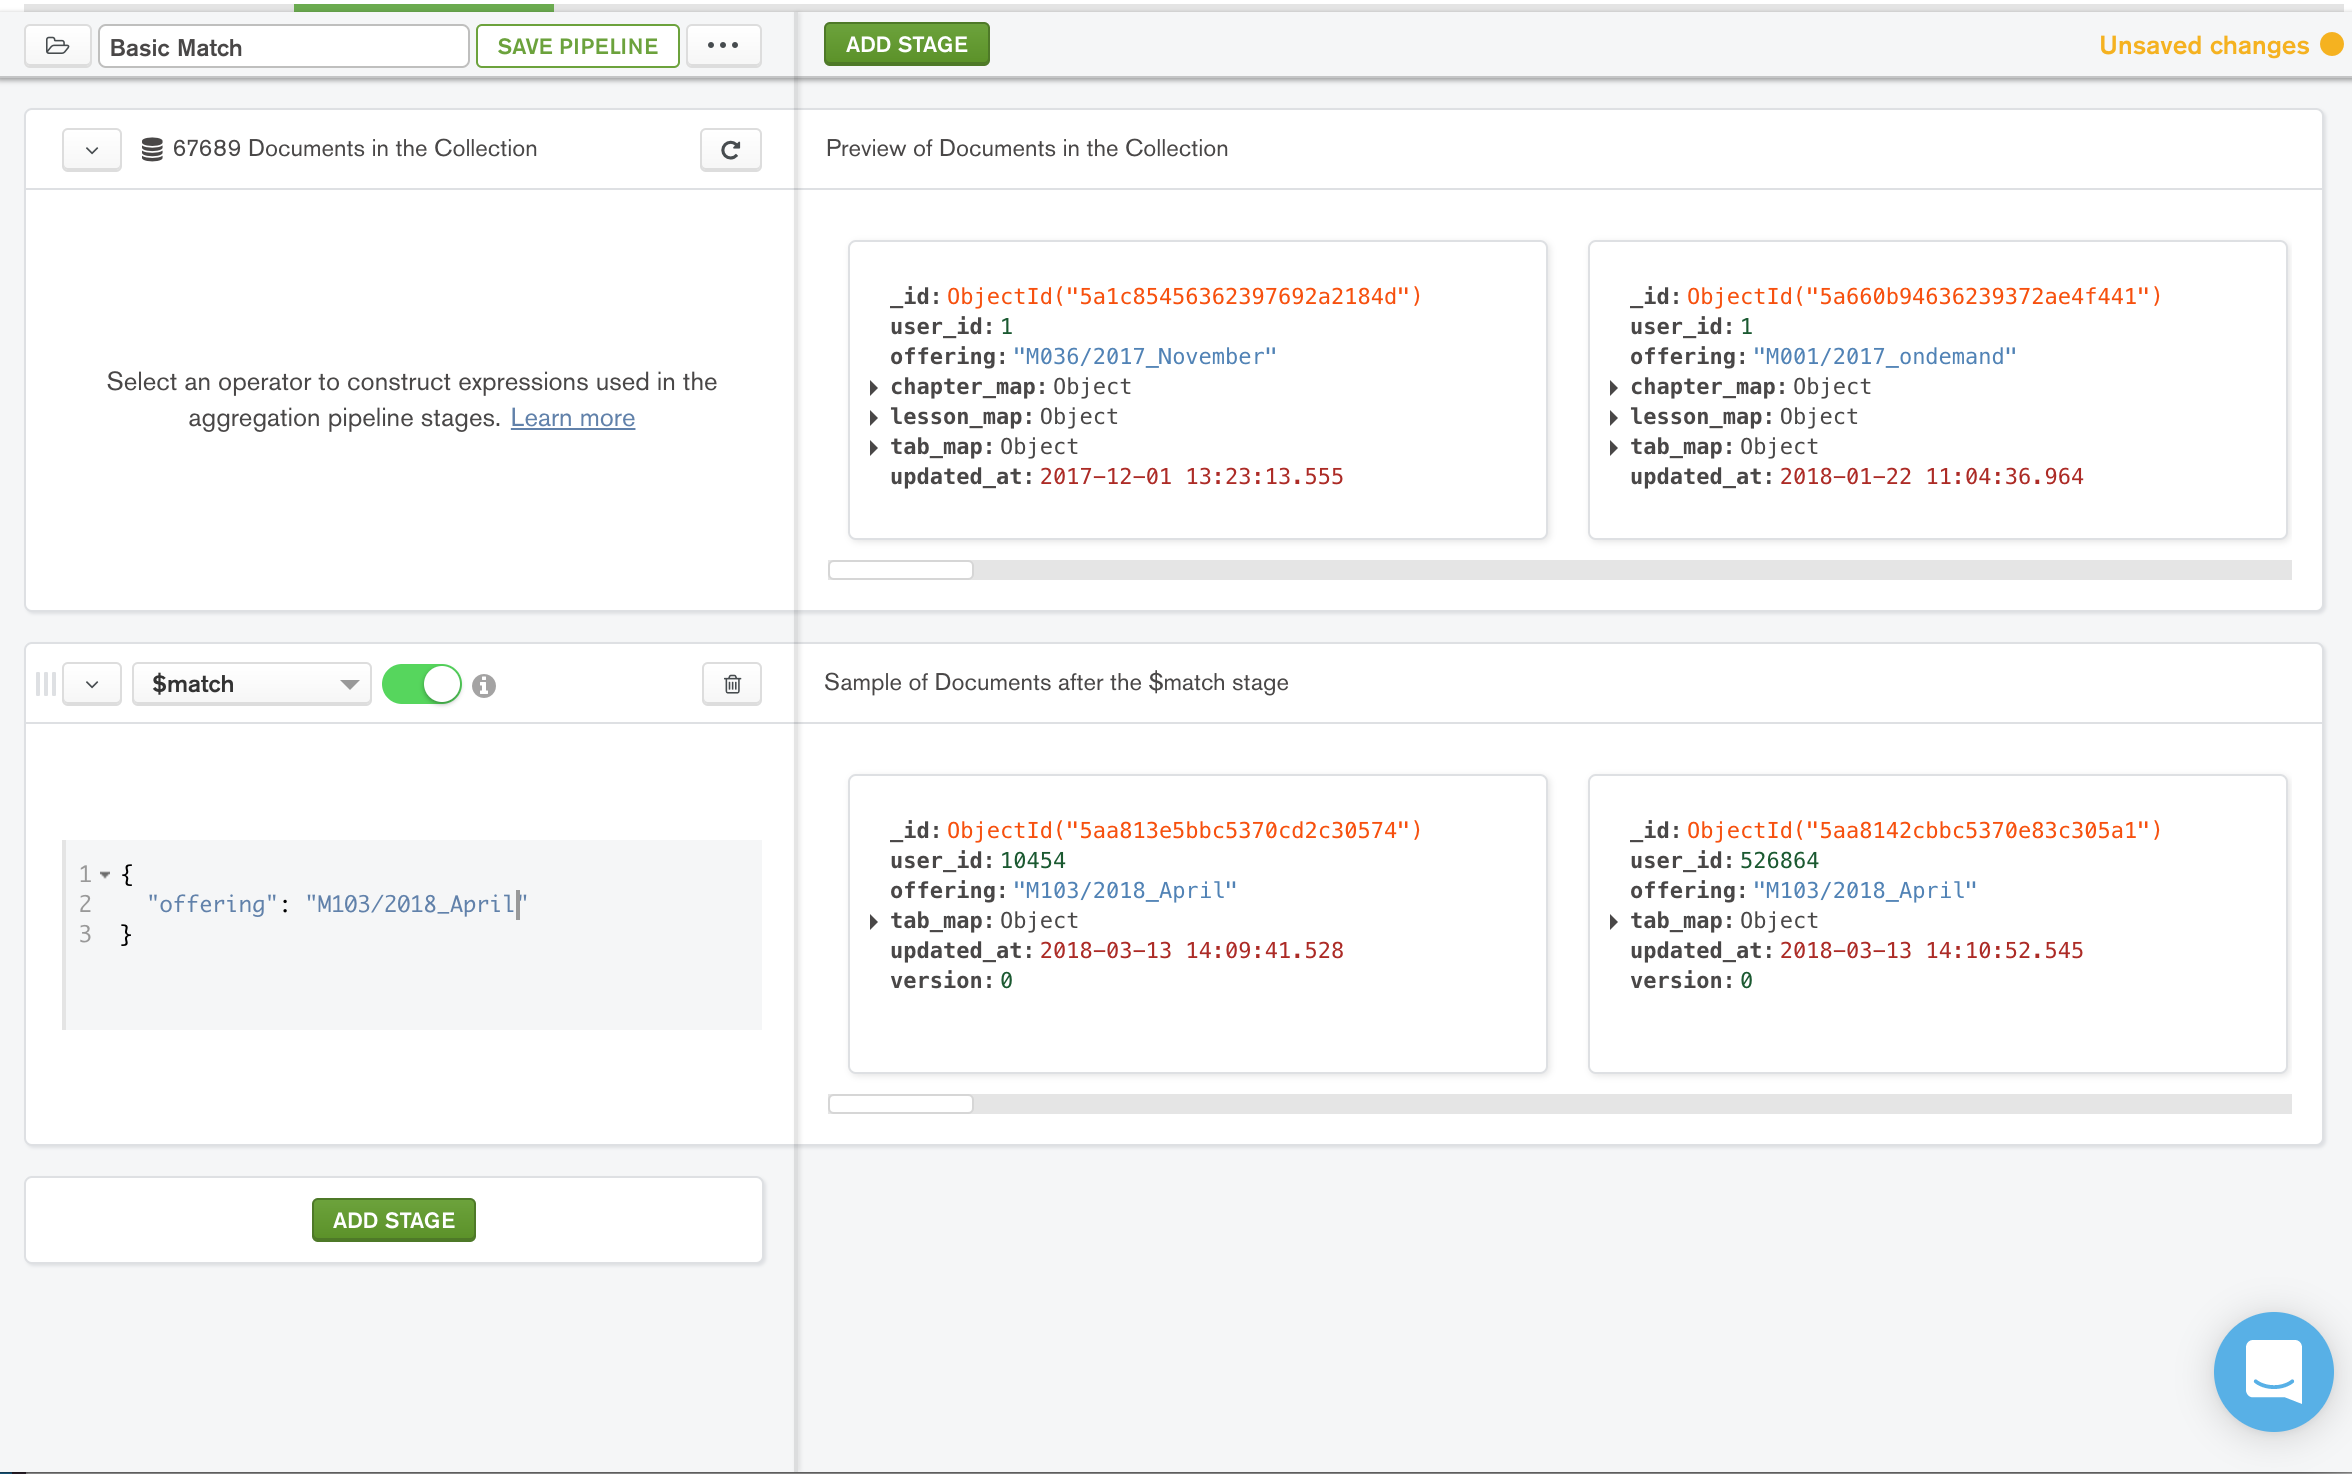 Basic Match
SAVE PIPELINE
ADD STAGE
Unsaved changes
67689 Documents in the Collection
Preview of Documents in the Collection
Select an operator to construct expressions used in the
aggregation pipeline stages. Learn more
_id: ObjectId("5a1c85456362397692a2184d")
user_id: 1
offering: "M036/2017_November"
chapter_map: Object
lesson_map: Object
tab_map: Object
updated_at: 2017-12-01 13:23:13.555
_id: ObjectId("5a660b94636239372ae4f441")
user_id: 1
offering: "M001/2017_ondemand"
chapter_map: Object
lesson_map: Object
tab_map: Object
updated_at: 2018-01-22 11:04:36.964
$match
Sample of Documents after the $match stage
1 {
2 "offering": "M103/2018_April"
3 }
_id: ObjectId("5aa813e5bbc5370cd2c30574")
user_id: 10454
offering: "M103/2018_April"
tab_map: Object
updated_at: 2018-03-13 14:09:41.528
version: 0
_id: ObjectId("5aa8142cbbc5370e83c305a1")
user_id: 526864
offering: "M103/2018_April"
tab_map: Object
updated_at: 2018-03-13 14:10:52.545
version: 0
ADD STAGE